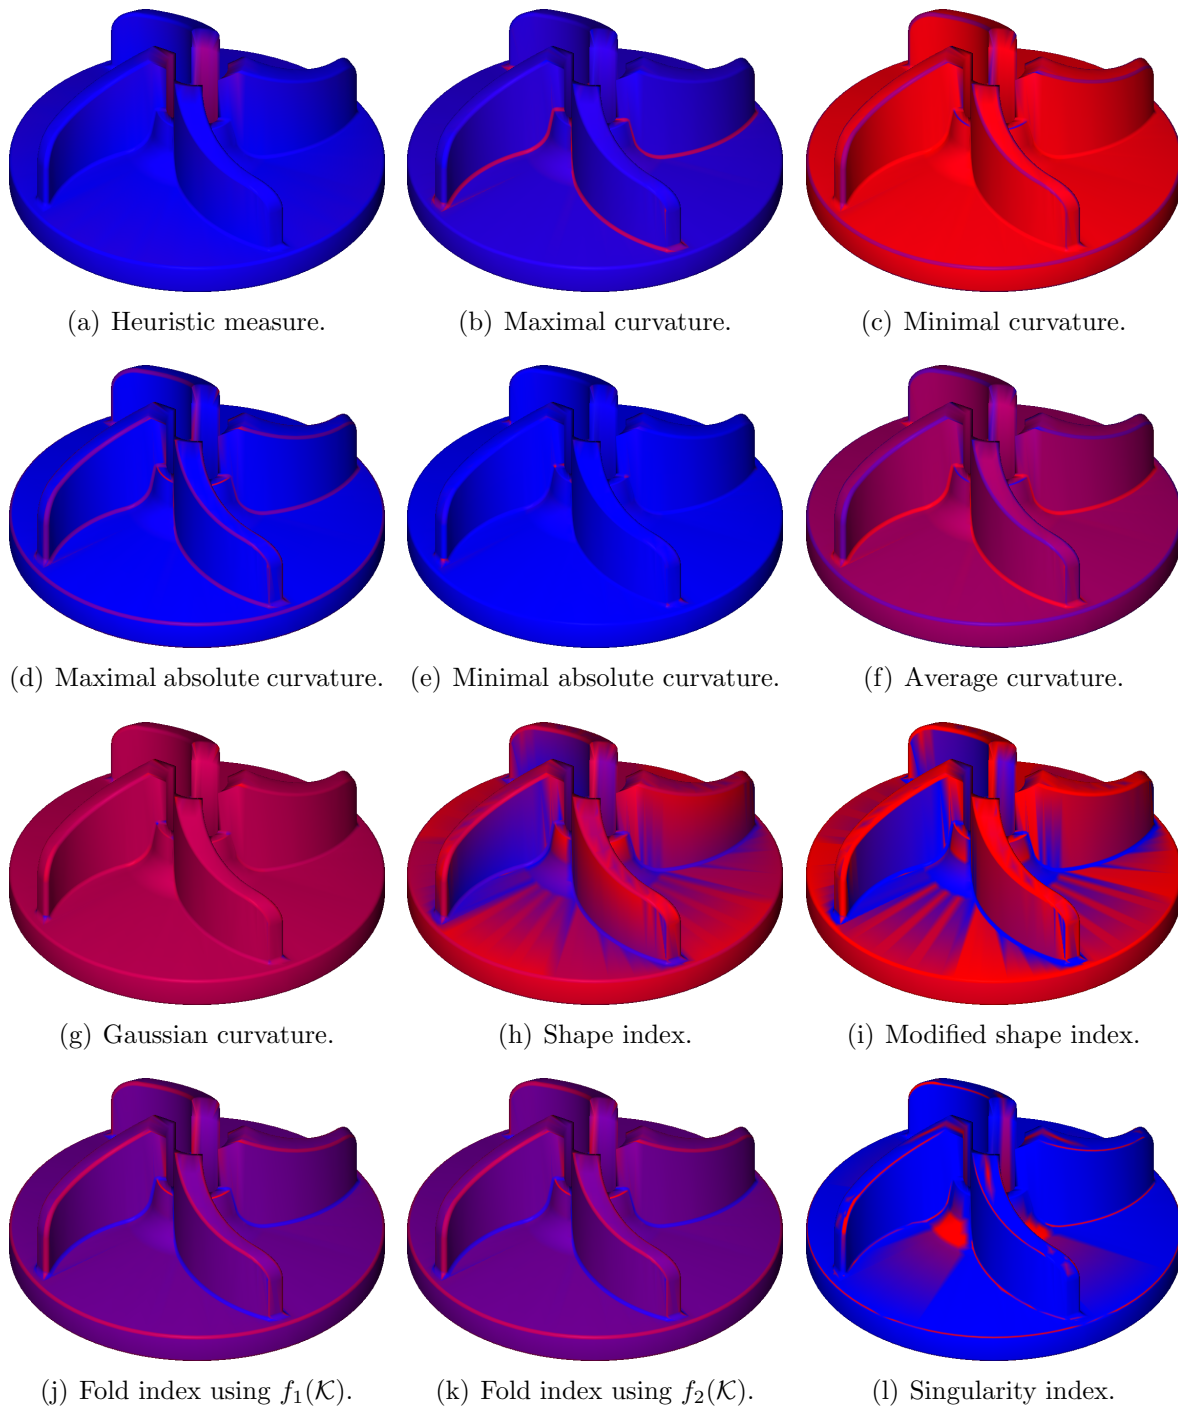 (a) Heuristic measure.
(b) Maximal curvature.
(c) Minimal curvature.
(d) Maximal absolute curvature.
(e) Minimal absolute curvature.
(f) Average curvature.
(g) Gaussian curvature.
(h) Shape index.
(i) Modified shape index.
(j) Fold index using f₁(𝒦).
(k) Fold index using f₂(𝒦).
(l) Singularity index.